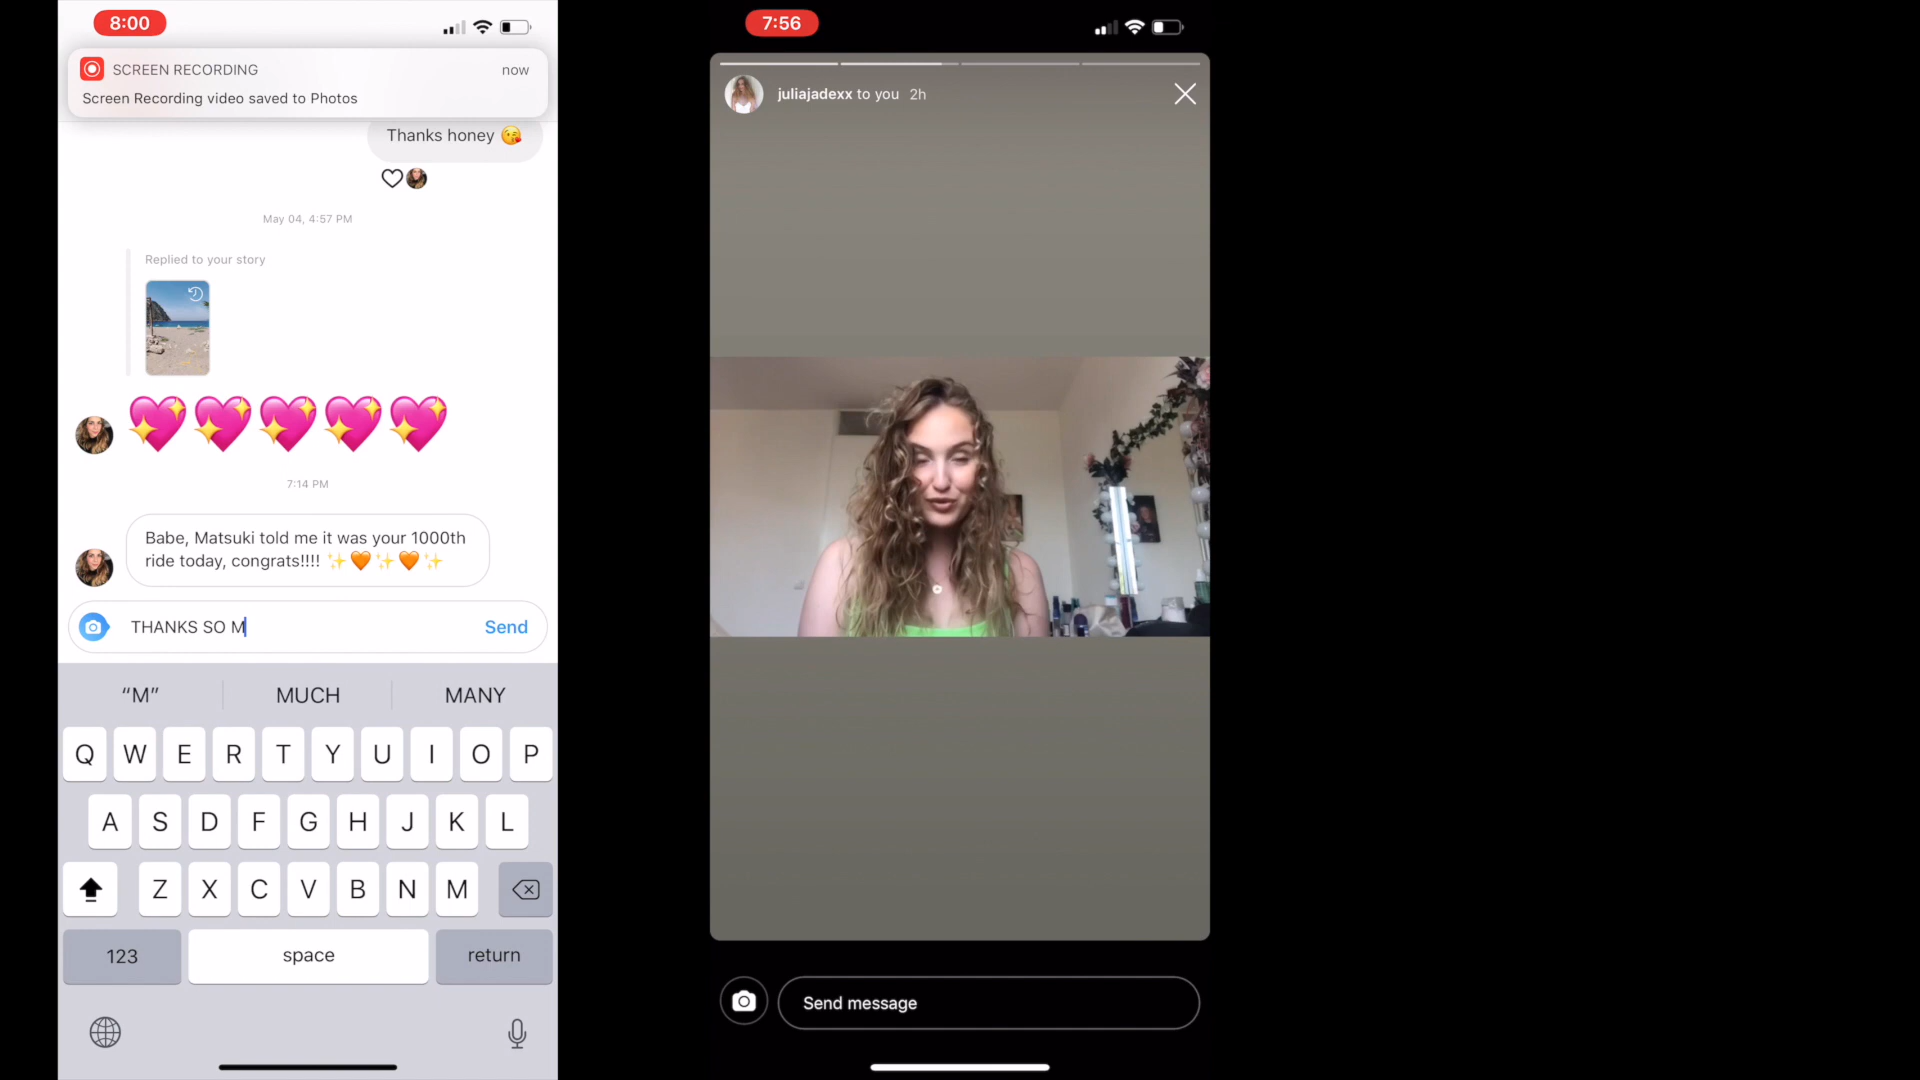 8:00
SCREEN RECORDING
now
Screen Recording video saved to Photos
Thanks honey 😘
May 04, 4:57 PM
Replied to your story
💖💖💖💖💖
7:14 PM
Babe, Matsuki told me it was your 1000th
ride today, congrats!!!! ✨🧡✨🧡✨
THANKS SO M
Send
“M”
MUCH
MANY
Q W E R T Y U I O P
A S D F G H J K L
Z X C V B N M
123
space
return
7:56
julia​jadexx to you 2h
Send message